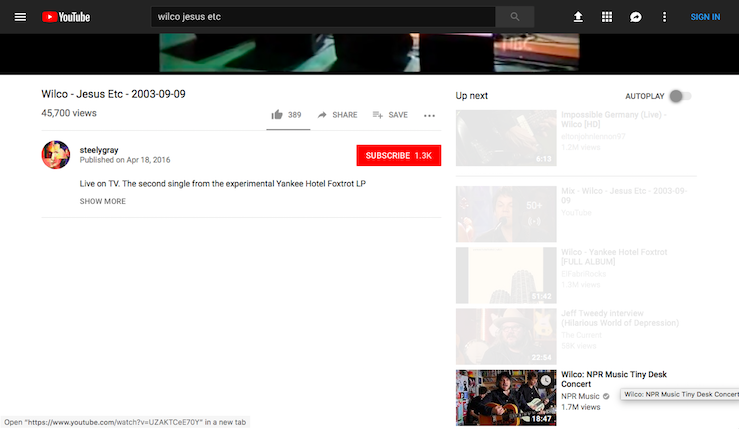 YouTube
wilco jesus etc
SIGN IN
Wilco - Jesus Etc - 2003-09-09
45,700 views
389
SHARE
SAVE
steelygray
Published on Apr 18, 2016
SUBSCRIBE 1.3K
Live on TV. The second single from the experimental Yankee Hotel Foxtrot LP
SHOW MORE
Up next
AUTOPLAY
Impossible Germany (Live) -
Wilco [HD]
1.2M views
6:13
Mix - Wilco - Jesus Etc - 2003-09-
09
YouTube
50+
Wilco - Yankee Hotel Foxtrot
[FULL ALBUM]
1.3M views
51:43
Jeff Tweedy interview
(Hilarious World of Depression)
The Current
views
22:54
Wilco: NPR Music Tiny Desk
Concert
NPR Music
1.7M views
18:47
Wilco: NPR Music Tiny Desk Concert
Open "https://www.youtube.com/watch?v=UZAKTCeE70Y" in a new tab